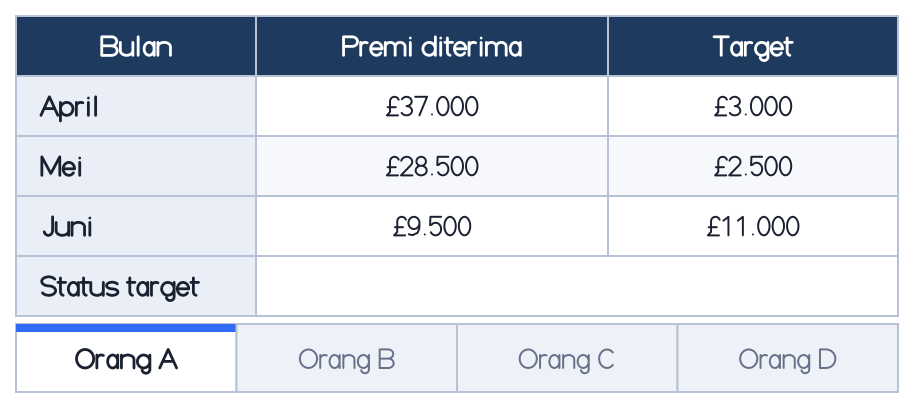 Bulan Premi diterima Target
April £37.000 £3.000
Mei £28.500 £2.500
Juni £9.500 £11.000
Status target
Orang A Orang B Orang C Orang D